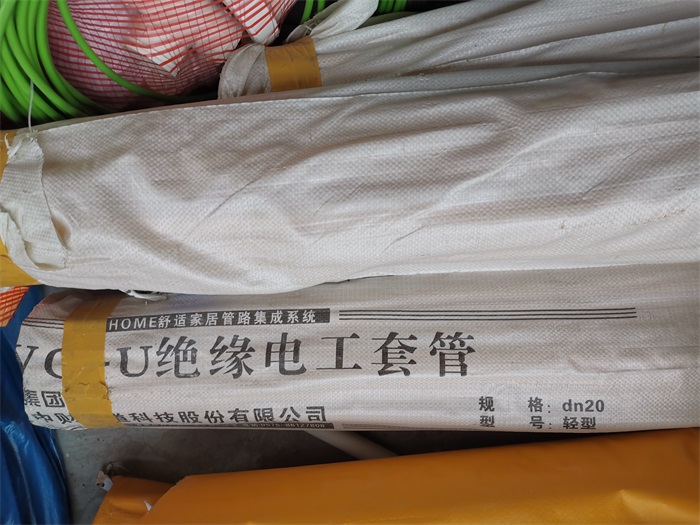 HOME舒适家居管路集成系统
-U绝缘电工套管
集团
科技股份有限公司
规 格: dn20
型 号: 轻型